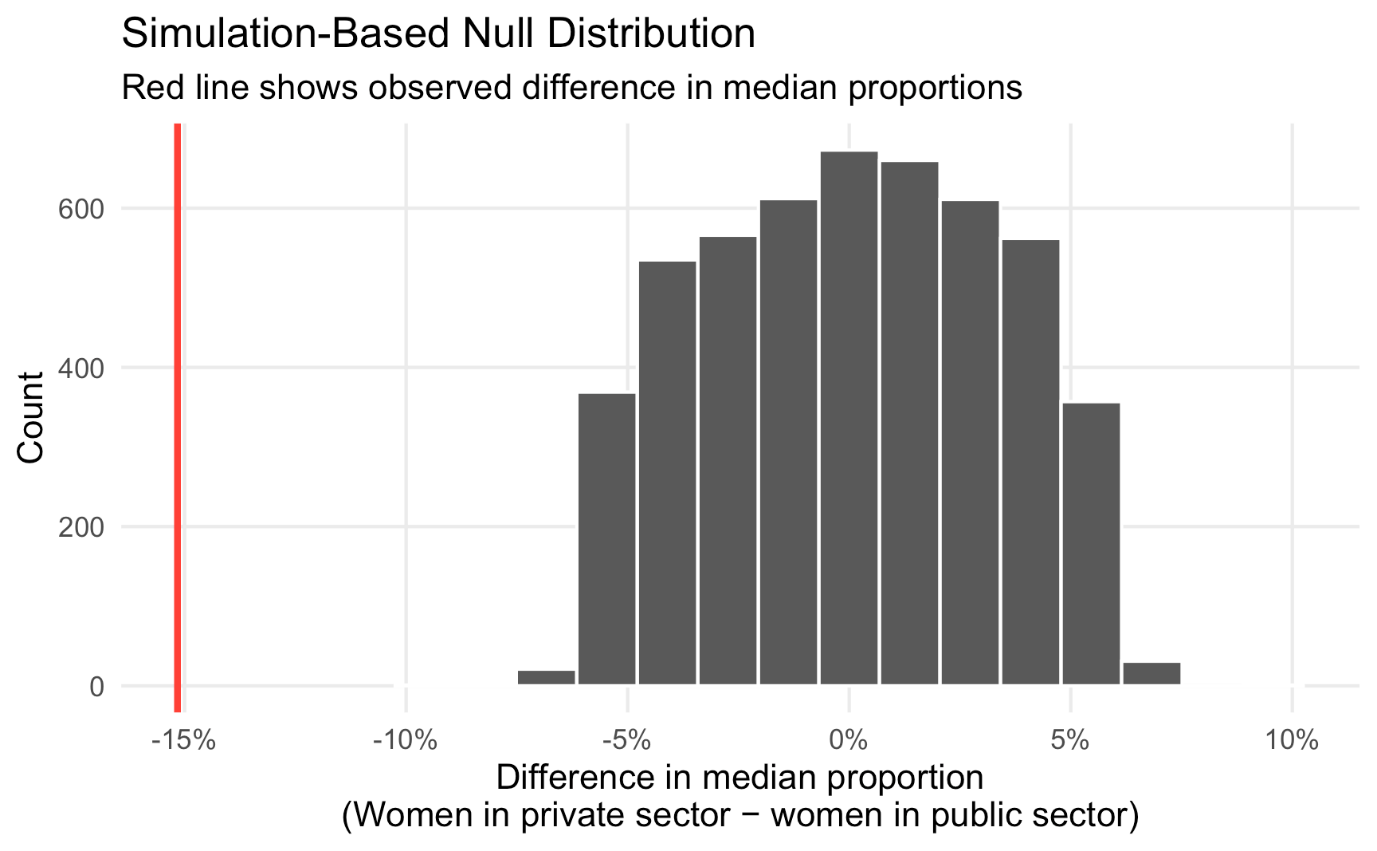 Simulation-Based Null Distribution
Red line shows observed difference in median proportions
Count
600
400
200
0
-15% -10% -5% 0% 5% 10%
Difference in median proportion
(Women in private sector − women in public sector)